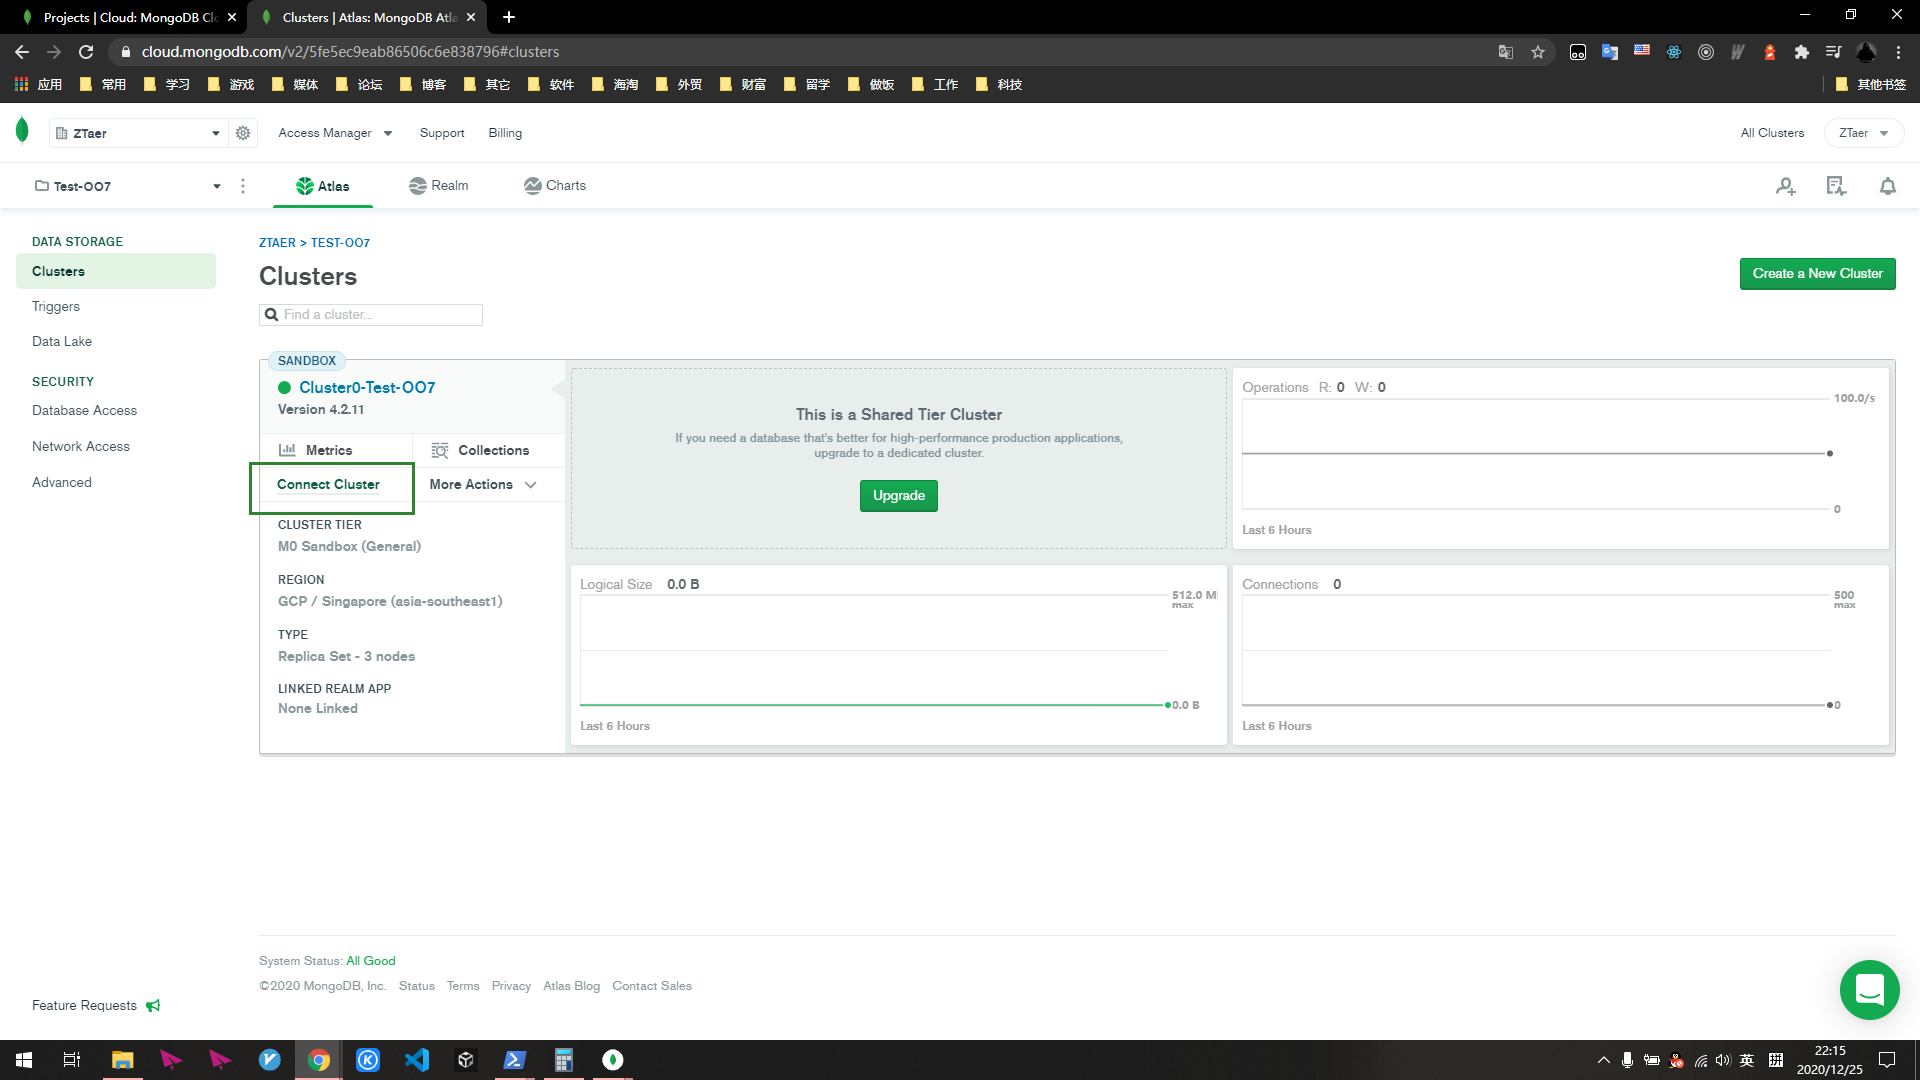 Projects | Cloud: MongoDB Cl
Clusters | Atlas: MongoDB Atla
cloud.mongodb.com/v2/5fe5ec9eab86506c6e838796#clusters
应用 常用 学习 游戏 媒体 论坛 博客 其它 软件 海淘 外贸 财富 留学 做饭 工作 科技 其他书签
ZTaer Access Manager Support Billing All Clusters ZTaer
Test-007 Atlas Realm Charts
DATA STORAGE
Clusters
Triggers
Data Lake
SECURITY
Database Access
Network Access
Advanced
Feature Requests
ZTAER > TEST-007
Clusters
Create a New Cluster
Find a cluster...
SANDBOX
Cluster0-Test-007
Version 4.2.11
Metrics Collections
Connect Cluster More Actions
CLUSTER TIER
M0 Sandbox (General)
REGION
GCP / Singapore (asia-southeast1)
TYPE
Replica Set - 3 nodes
LINKED REALM APP
None Linked
This is a Shared Tier Cluster
If you need a database that's better for high-performance production applications,
upgrade to a dedicated cluster.
Upgrade
Operations R: 0 W: 0
100.0/s
0
Last 6 Hours
Logical Size 0.0 B
512.0 M
max
0.0 B
Last 6 Hours
Connections 0
500
max
0
Last 6 Hours
System Status: All Good
©2020 MongoDB, Inc. Status Terms Privacy Atlas Blog Contact Sales
英 拼
22:15
2020/12/25